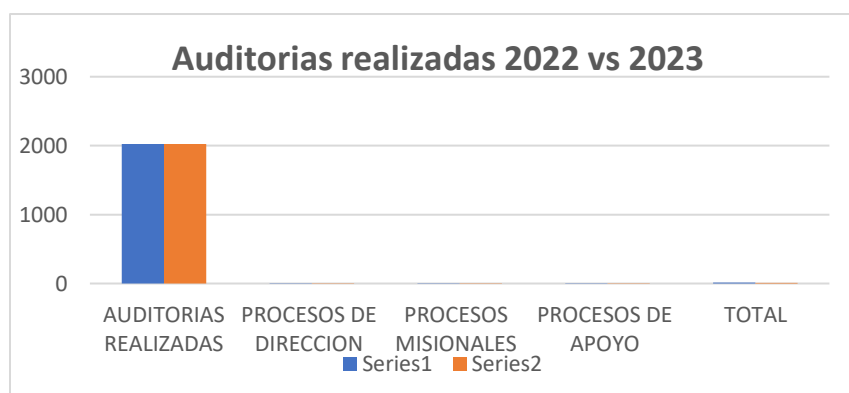 Auditorias realizadas 2022 vs 2023
3000
2000
1000
0
AUDITORIAS REALIZADAS
PROCESOS DE DIRECCION
PROCESOS MISIONALES
PROCESOS DE APOYO
TOTAL
Series1
Series2